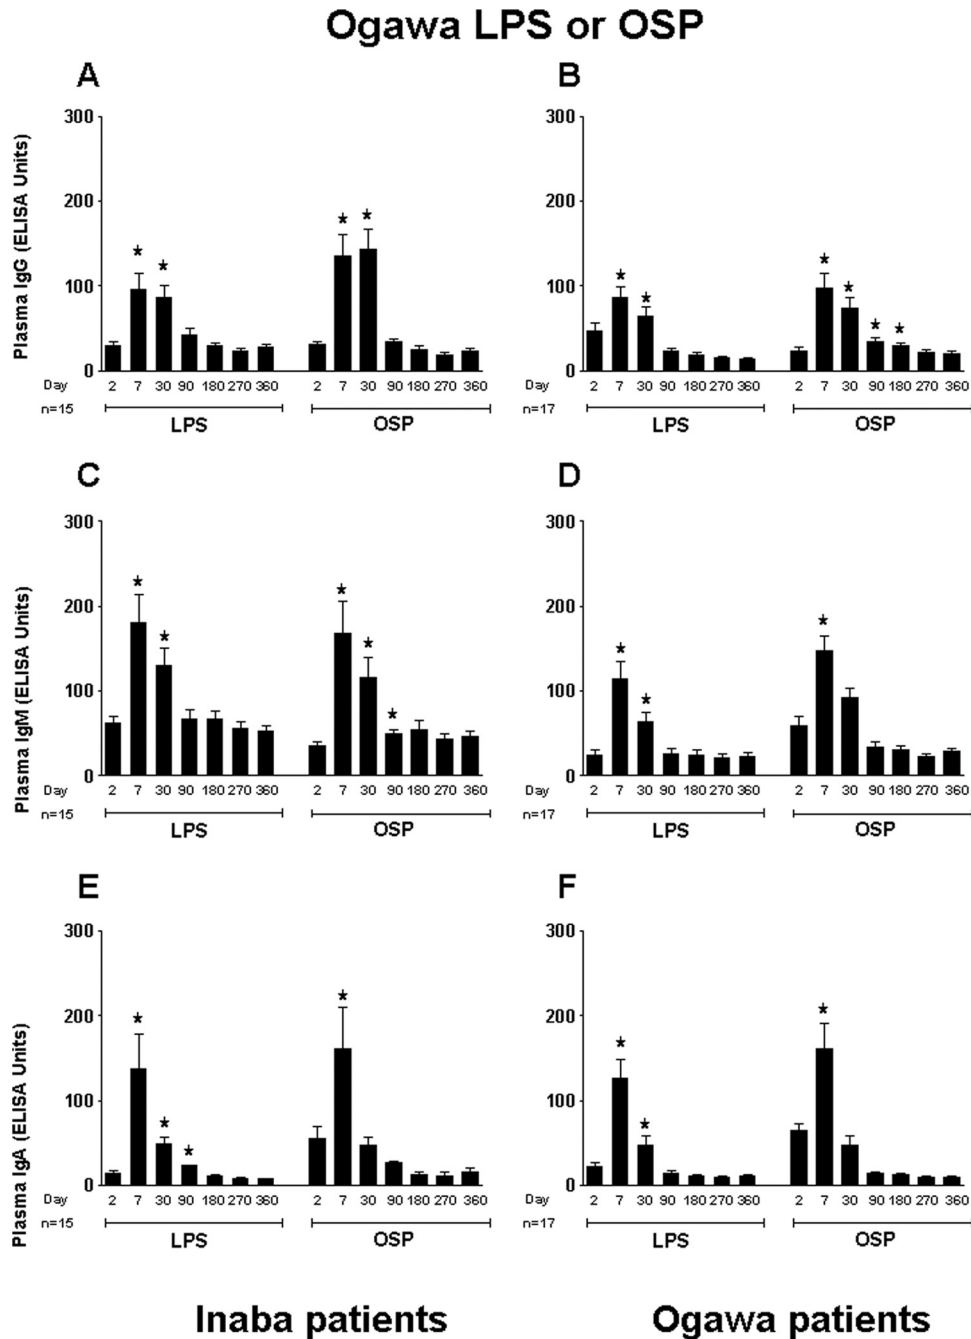 Ogawa LPS or OSP
A
B
Plasma IgG (ELISA Units)
300
200
100
0
★ ★ ★ ★
Day 2 7 30 90 180 270 360 2 7 30 90 180 270 360
n=15
LPS OSP
300
200
100
0
★ ★ ★ ★ ★ ★
2 7 30 90 180 270 360 2 7 30 90 180 270 360
n=17
LPS OSP
C
D
Plasma IgM (ELISA Units)
300
200
100
0
★ ★ ★ ★ ★
Day 2 7 30 90 180 270 360 2 7 30 90 180 270 360
n=15
LPS OSP
300
200
100
0
★ ★ ★
Day 2 7 30 90 180 270 360 2 7 30 90 180 270 360
n=17
LPS OSP
E
F
Plasma IgA (ELISA Units)
300
200
100
0
★ ★ ★ ★
Day 2 7 30 90 180 270 360 2 7 30 90 180 270 360
n=15
LPS OSP
300
200
100
0
★ ★ ★
Day 2 7 30 90 180 270 360 2 7 30 90 180 270 360
n=17
LPS OSP
Inaba patients
Ogawa patients